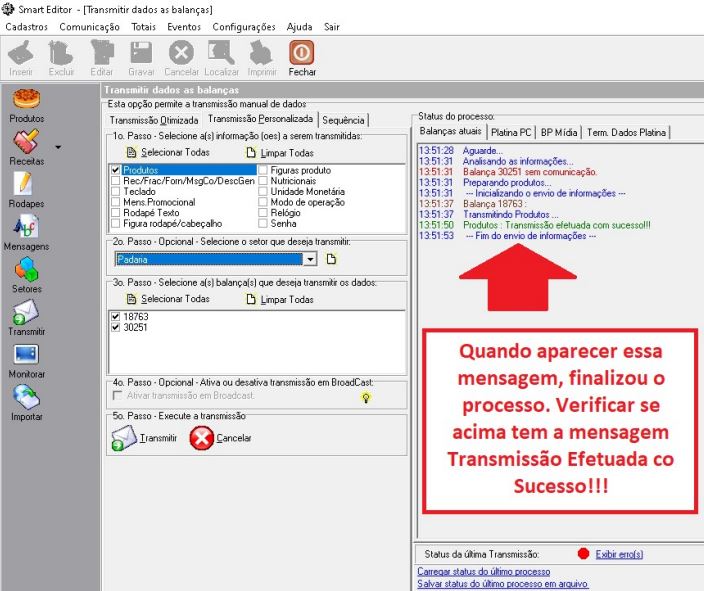 Smart Editor - [Transmitir dados as balanças]
Cadastros Comunicação Totais Eventos Configurações Ajuda Sair
Inserir Excluir Editar Gravar Cancelar Localizar Imprimir Fechar
Transmitir dados as balanças
Produtos
Receitas
Rodapes
Mensagens
Setores
Transmitir
Monitorar
Importar
Esta opção permite a transmissão manual de dados
Transmissão Otimizada Transmissão Personalizada Sequência
1o. Passo - Selecione a(s) informação (oes) a serem transmitidas:
Selecionar Todas Limpar Todas
Produtos Figuras produto
Rec/Frac/Forn/MsgCo/DescGen Nutricionais
Teclado Unidade Monetária
Mens.Promocional Modo de operação
Rodapé Texto Relógio
Figura rodapé/cabeçalho Senha
2o. Passo - Opcional - Selecione o setor que deseja transmitir:
Padaria
3o. Passo - Selecione a(s) balança(s) que deseja transmitir os dados:
Selecionar Todas Limpar Todas
18763
30251
4o. Passo - Opcional - Ativa ou desativa transmissão em BroadCast:
Ativar transmissão em Broadcast.
5o. Passo - Execute a transmissão
Transmitir Cancelar
Status do processo:
Balanças atuais Platina PC BP Mídia Term. Dados Platina
13:51:28 Aguarde...
13:51:31 Analisando as informações...
13:51:31 Balança 30251 sem comunicação.
13:51:31 Preparando produtos...
13:51:31 --- Inicializando o envio de informações ---
13:51:37 Balança 18763 :
13:51:37 Transmitindo Produtos ...
13:51:50 Produtos : Transmissão efetuada com sucesso!!!
13:51:53 --- Fim do envio de informações ---
Quando aparecer essa
mensagem, finalizou o
processo. Verificar se
acima tem a mensagem
Transmissão Efetuada co
Sucesso!!!
Status da última Transmissão: Exibir erro(s)
Carregar status do último processo
Salvar status do último processo em arquivo